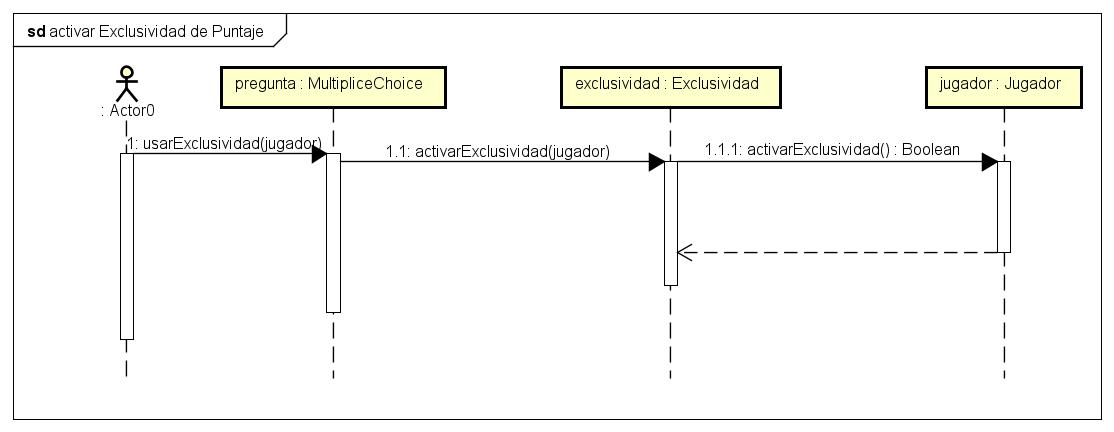 sd activar Exclusividad de Puntaje
: Actor0
pregunta : MultipliceChoice
exclusividad : Exclusividad
jugador : Jugador
1: usarExclusividad(jugador)
1.1: activarExclusividad(jugador)
1.1.1: activarExclusividad() : Boolean